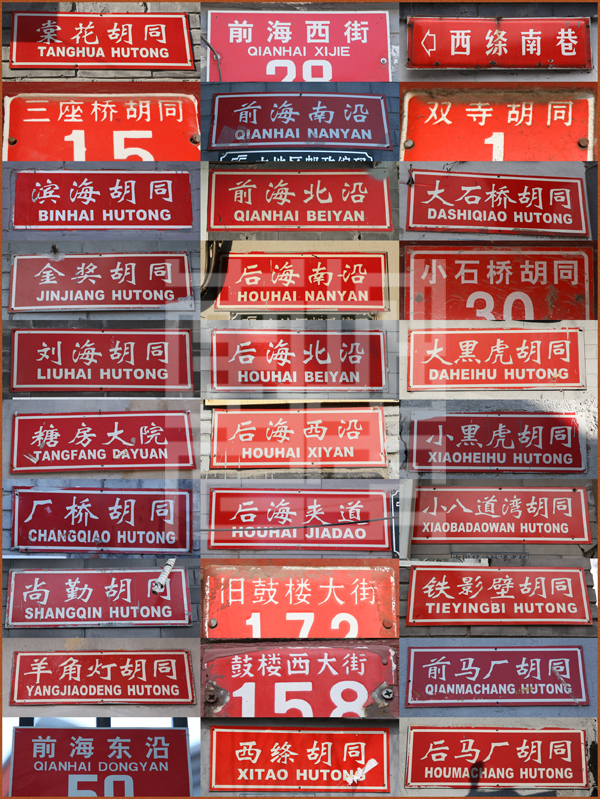 棠花胡同
TANGHUA HUTONG
前海西街
QIANHAI XIJIE
28
西绦南巷
三座桥胡同
15
前海南沿
QIANHAI NANYAN
双寺胡同
1
滨海胡同
BINHAI HUTONG
前海北沿
QIANHAI BEIYAN
大石桥胡同
DASHIQIAO HUTONG
金奖胡同
JINJIANG HUTONG
后海南沿
HOUHAI NANYAN
小石桥胡同
30
刘海胡同
LIUHAI HUTONG
后海北沿
HOUHAI BEIYAN
大黑虎胡同
DAHEIHU HUTONG
糖房大院
TANGFANG DAYUAN
后海西沿
HOUHAI XIYAN
小黑虎胡同
XIAOHEIHU HUTONG
厂桥胡同
CHANGQIAO HUTONG
后海夹道
HOUHAI JIADAO
小八道湾胡同
XIAOBADAOWAN HUTONG
尚勤胡同
SHANGQIN HUTONG
旧鼓楼大街
172
铁影壁胡同
TIEYINGBI HUTONG
羊角灯胡同
YANGJIAODENG HUTONG
鼓楼西大街
158
前马厂胡同
QIANMACHANG HUTONG
前海东沿
QIANHAI DONGYAN
50
西绦胡同
XITAO HUTONG
后马厂胡同
HOUMACHANG HUTONG